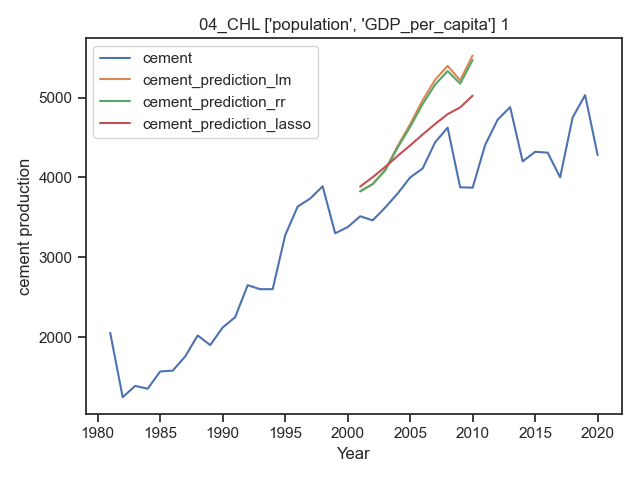 04_CHL ['population', 'GDP_per_capita'] 1
cement
cement_prediction_lm
cement_prediction_rr
cement_prediction_lasso
cement production
5000
4000
3000
2000
1980 1985 1990 1995 2000 2005 2010 2015 2020
Year